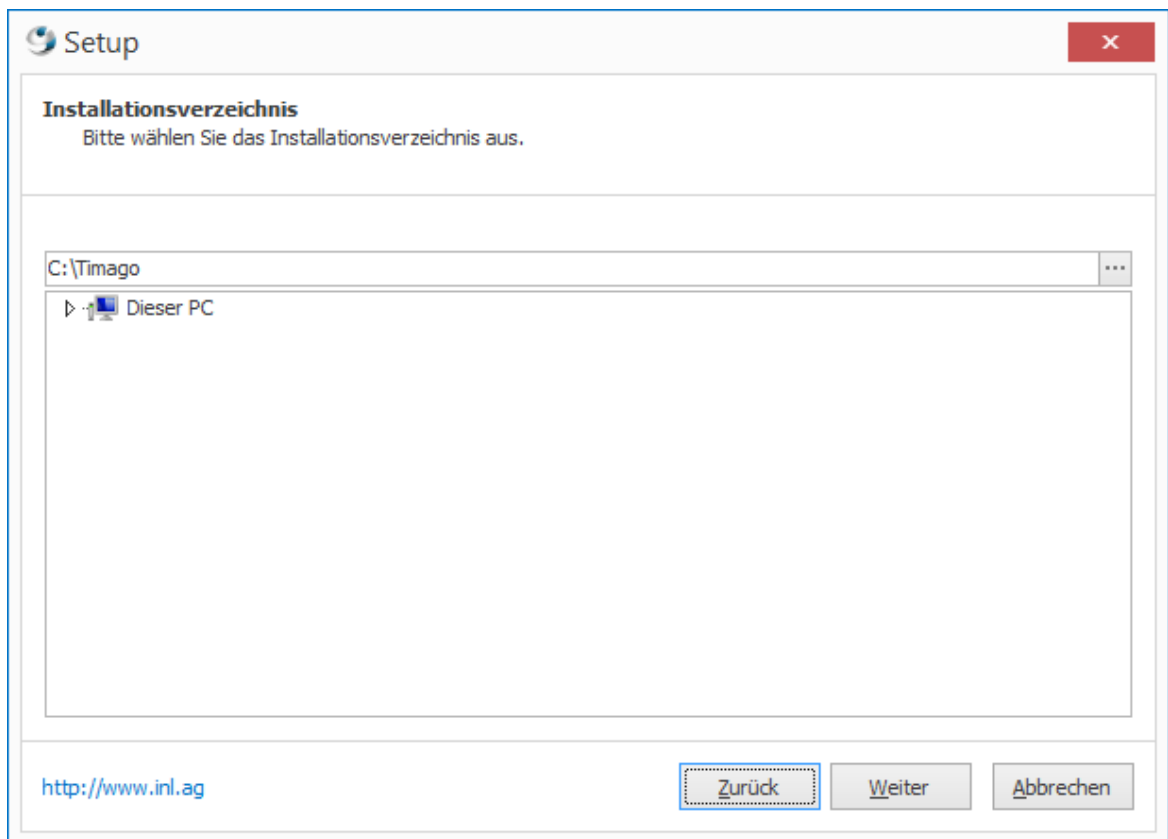 Setup
Installationsverzeichnis
Bitte wählen Sie das Installationsverzeichnis aus.
C:\Timago
...
Dieser PC
http://www.inl.ag
Zurück
Weiter
Abbrechen